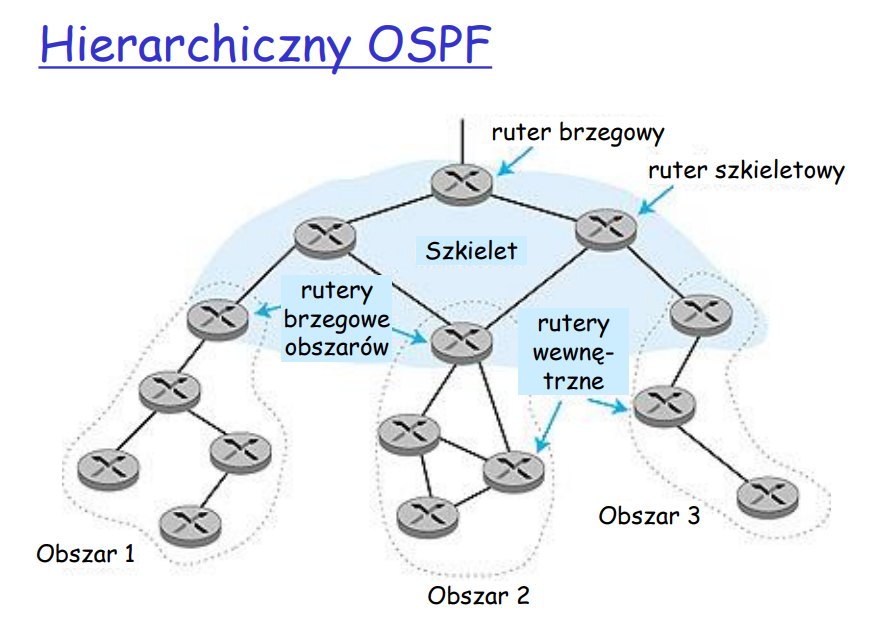 Hierarchiczny OSPF
ruter brzegowy
ruter szkieletowy
Szkielet
rutery
brzegowe
obszarów
rutery
wewnę-
trzne
Obszar 3
Obszar 1
Obszar 2